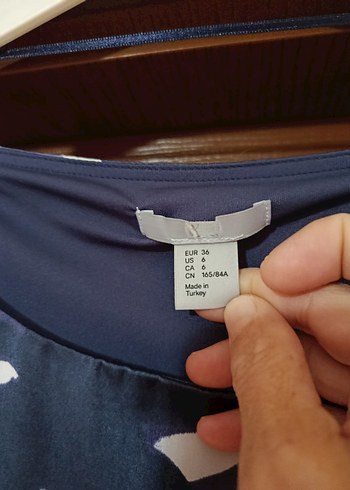 EUR 36
US 6
CA 6
CN 165/84A
Made in
Turkey